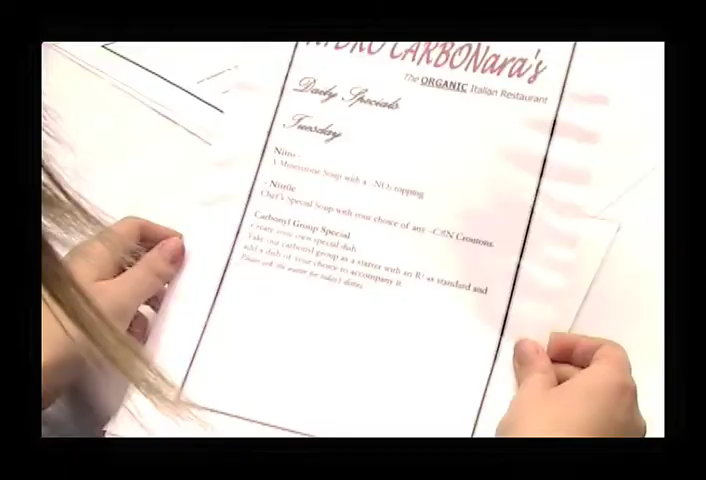 HYDRO CARBONara's
The ORGANIC Italian Restaurant
Daily Specials
Tuesday
Nitro -
A Minestrone Soup with a -NO₂ topping
- Nitrile
Chef's Special Soup with your choice of any -C≡N Croutons.
Carbonyl Group Special
Create your own special dish.
Take our carbonyl group as a starter with an R¹ as standard and
add a dish of your choice to accompany it.
Please ask the waiter for today's dishes